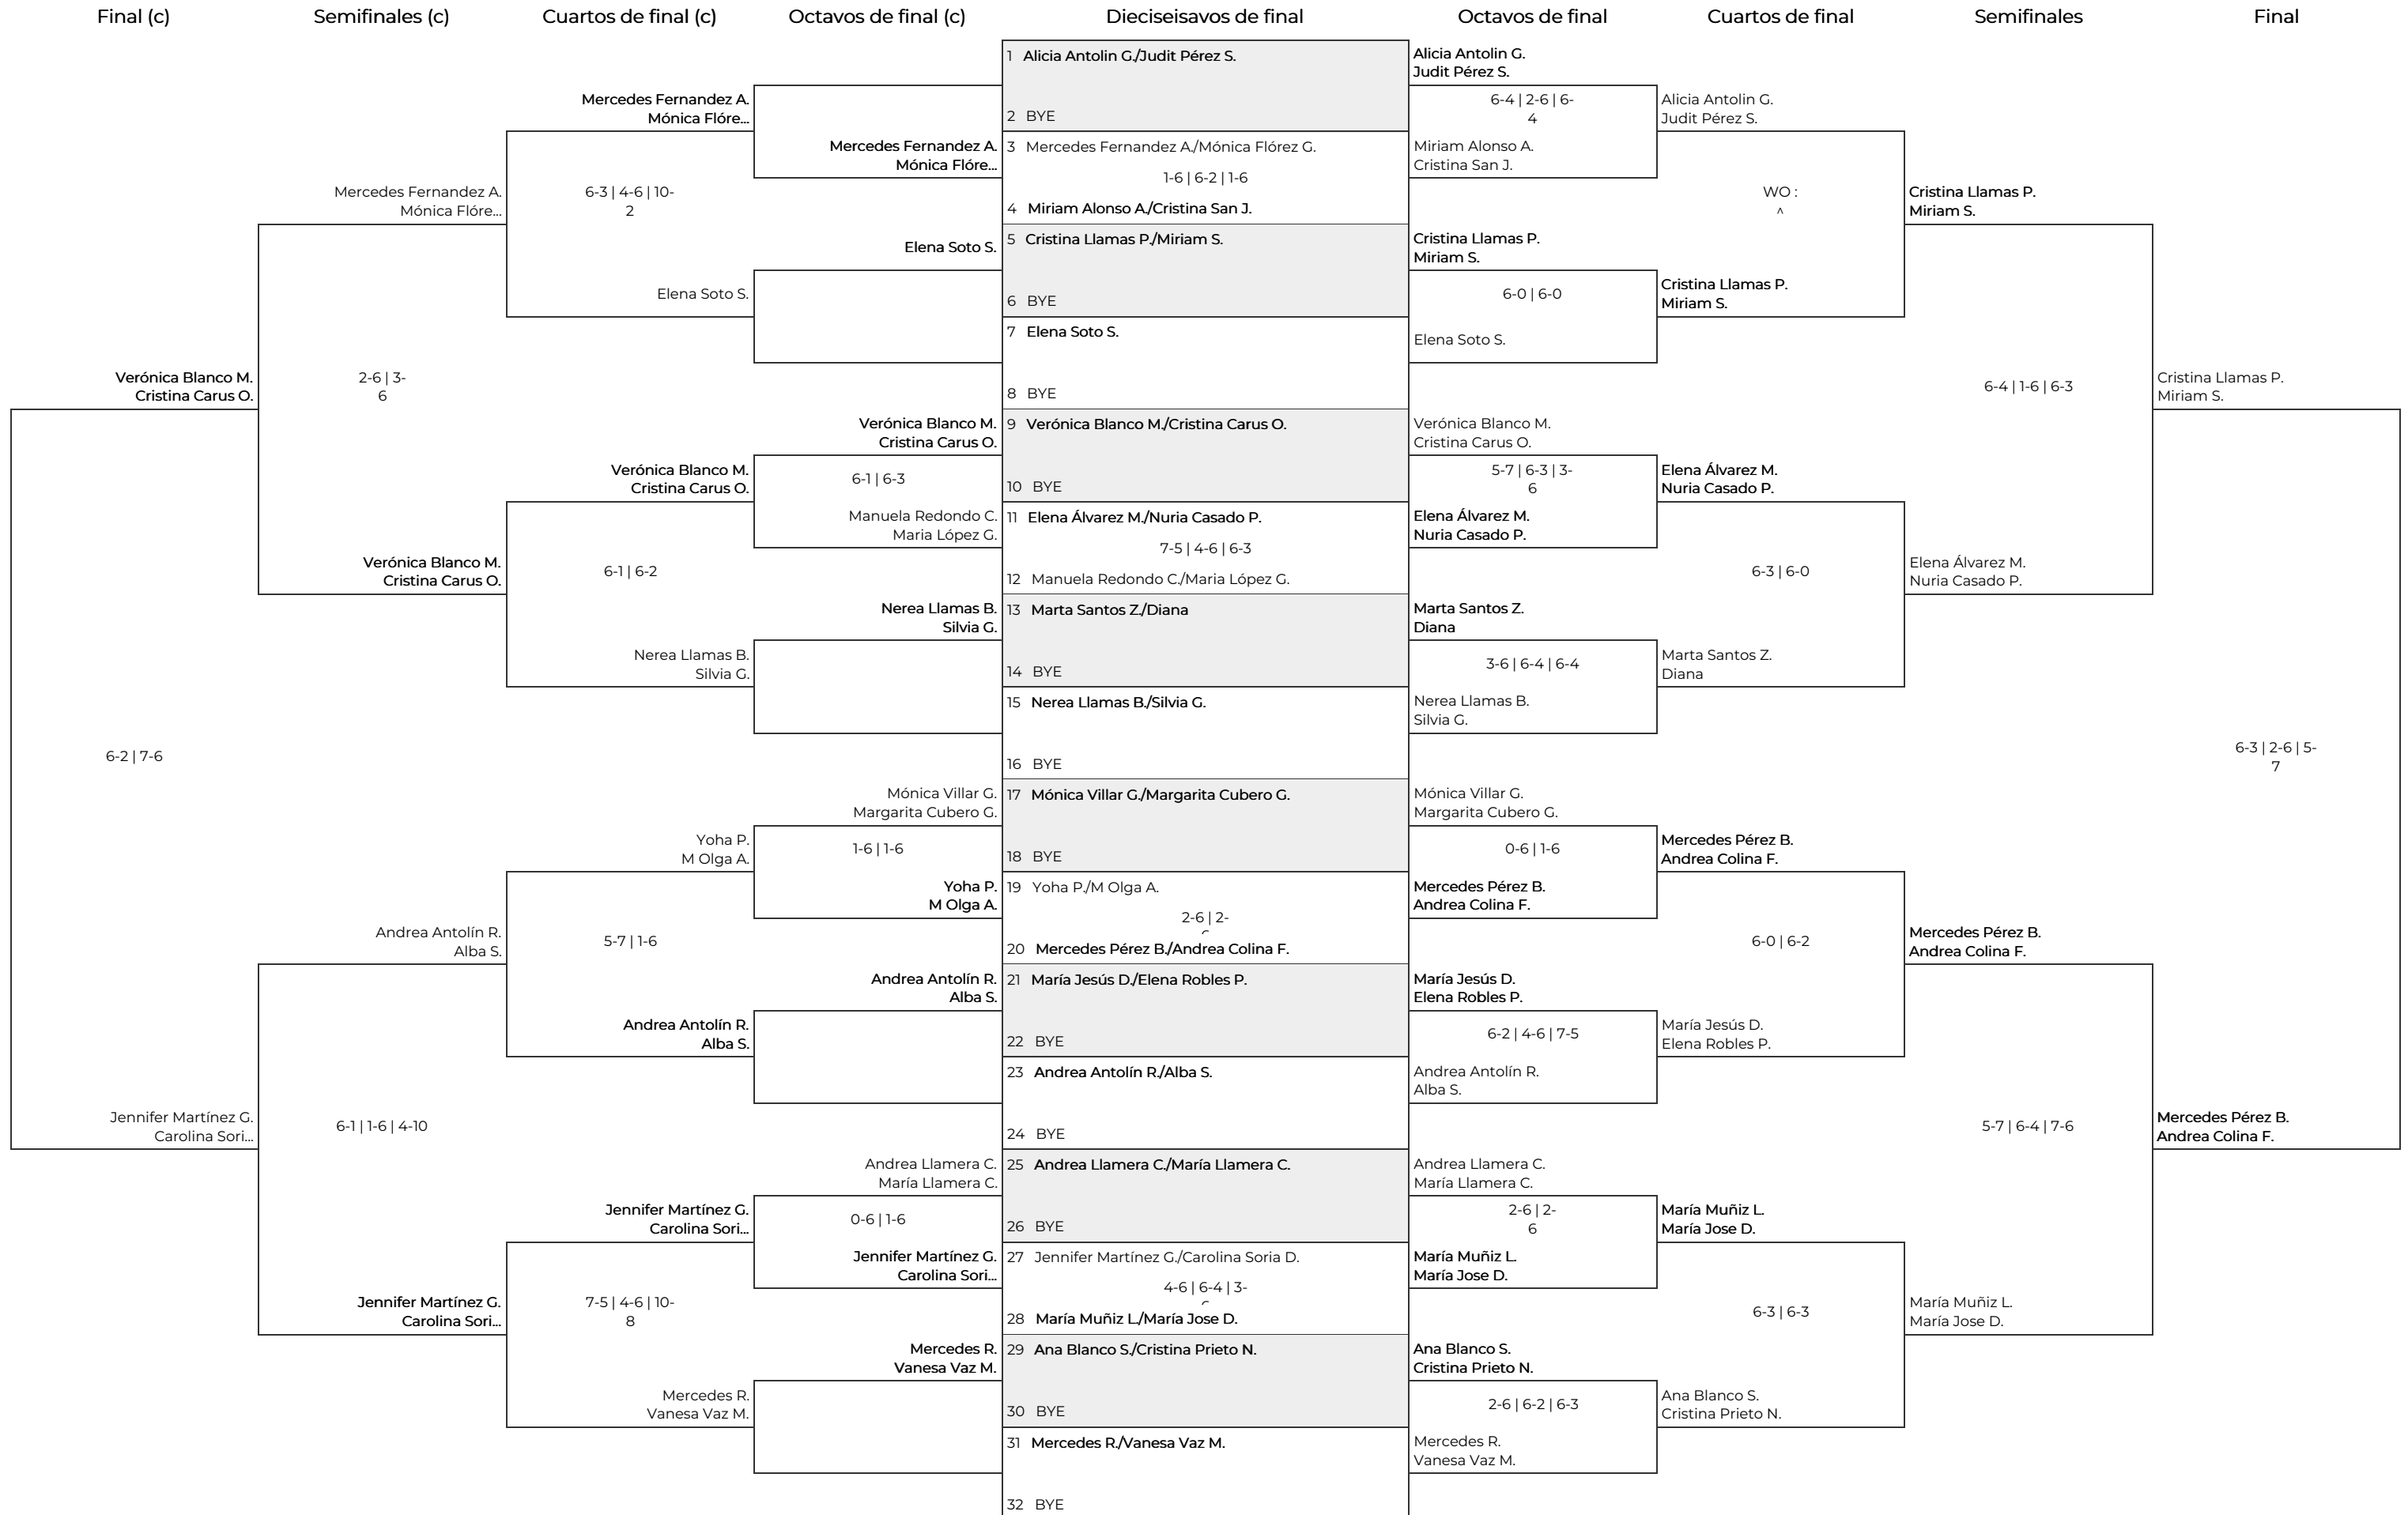 Final (c)
Semifinales (c)
Cuartos de final (c)
Octavos de final (c)
Dieciseisavos de final
Octavos de final
Cuartos de final
Semifinales
Final
Verónica Blanco M.
Cristina Carus O.
6-2 | 7-6
Jennifer Martínez G.
Carolina Sori...
Mercedes Fernandez A.
Mónica Flóre...
2-6 | 3-
6
Verónica Blanco M.
Cristina Carus O.
Andrea Antolín R.
Alba S.
6-1 | 1-6 | 4-10
Jennifer Martínez G.
Carolina Sori...
Mercedes Fernandez A.
Mónica Flóre...
6-3 | 4-6 | 10-
2
Elena Soto S.
Verónica Blanco M.
Cristina Carus O.
6-1 | 6-2
Nerea Llamas B.
Silvia G.
Yoha P.
M Olga A.
5-7 | 1-6
Andrea Antolín R.
Alba S.
Jennifer Martínez G.
Carolina Sori...
7-5 | 4-6 | 10-
8
Mercedes R.
Vanesa Vaz M.
Mercedes Fernandez A.
Mónica Flóre...
Elena Soto S.
Verónica Blanco M.
Cristina Carus O.
6-1 | 6-3
Manuela Redondo C.
Maria López G.
Nerea Llamas B.
Silvia G.
Mónica Villar G.
Margarita Cubero G.
1-6 | 1-6
Yoha P.
M Olga A.
Andrea Antolín R.
Alba S.
Andrea Llamera C.
María Llamera C.
0-6 | 1-6
Jennifer Martínez G.
Carolina Sori...
Mercedes R.
Vanesa Vaz M.
1 Alicia Antolin G./Judit Pérez S.
2 BYE
3 Mercedes Fernandez A./Mónica Flórez G.
1-6 | 6-2 | 1-6
4 Miriam Alonso A./Cristina San J.
5 Cristina Llamas P./Miriam S.
6 BYE
7 Elena Soto S.
8 BYE
9 Verónica Blanco M./Cristina Carus O.
10 BYE
11 Elena Álvarez M./Nuria Casado P.
7-5 | 4-6 | 6-3
12 Manuela Redondo C./Maria López G.
13 Marta Santos Z./Diana
14 BYE
15 Nerea Llamas B./Silvia G.
16 BYE
17 Mónica Villar G./Margarita Cubero G.
18 BYE
19 Yoha P./M Olga A.
2-6 | 2-
20 Mercedes Pérez B./Andrea Colina F.
21 María Jesús D./Elena Robles P.
22 BYE
23 Andrea Antolín R./Alba S.
24 BYE
25 Andrea Llamera C./María Llamera C.
26 BYE
27 Jennifer Martínez G./Carolina Soria D.
4-6 | 6-4 | 3-
28 María Muñiz L./María Jose D.
29 Ana Blanco S./Cristina Prieto N.
30 BYE
31 Mercedes R./Vanesa Vaz M.
32 BYE
Alicia Antolin G.
Judit Pérez S.
6-4 | 2-6 | 6-
4
Miriam Alonso A.
Cristina San J.
Cristina Llamas P.
Miriam S.
6-0 | 6-0
Elena Soto S.
Verónica Blanco M.
Cristina Carus O.
5-7 | 6-3 | 3-
6
Elena Álvarez M.
Nuria Casado P.
Marta Santos Z.
Diana
3-6 | 6-4 | 6-4
Nerea Llamas B.
Silvia G.
Mónica Villar G.
Margarita Cubero G.
0-6 | 1-6
Mercedes Pérez B.
Andrea Colina F.
María Jesús D.
Elena Robles P.
6-2 | 4-6 | 7-5
Andrea Antolín R.
Alba S.
Andrea Llamera C.
María Llamera C.
2-6 | 2-
6
María Muñiz L.
María Jose D.
Ana Blanco S.
Cristina Prieto N.
2-6 | 6-2 | 6-3
Mercedes R.
Vanesa Vaz M.
Alicia Antolin G.
Judit Pérez S.
WO :
^
Cristina Llamas P.
Miriam S.
Elena Álvarez M.
Nuria Casado P.
6-3 | 6-0
Marta Santos Z.
Diana
Mercedes Pérez B.
Andrea Colina F.
6-0 | 6-2
María Jesús D.
Elena Robles P.
María Muñiz L.
María Jose D.
6-3 | 6-3
Ana Blanco S.
Cristina Prieto N.
Cristina Llamas P.
Miriam S.
6-4 | 1-6 | 6-3
Elena Álvarez M.
Nuria Casado P.
Mercedes Pérez B.
Andrea Colina F.
5-7 | 6-4 | 7-6
María Muñiz L.
María Jose D.
Cristina Llamas P.
Miriam S.
6-3 | 2-6 | 5-
7
Mercedes Pérez B.
Andrea Colina F.